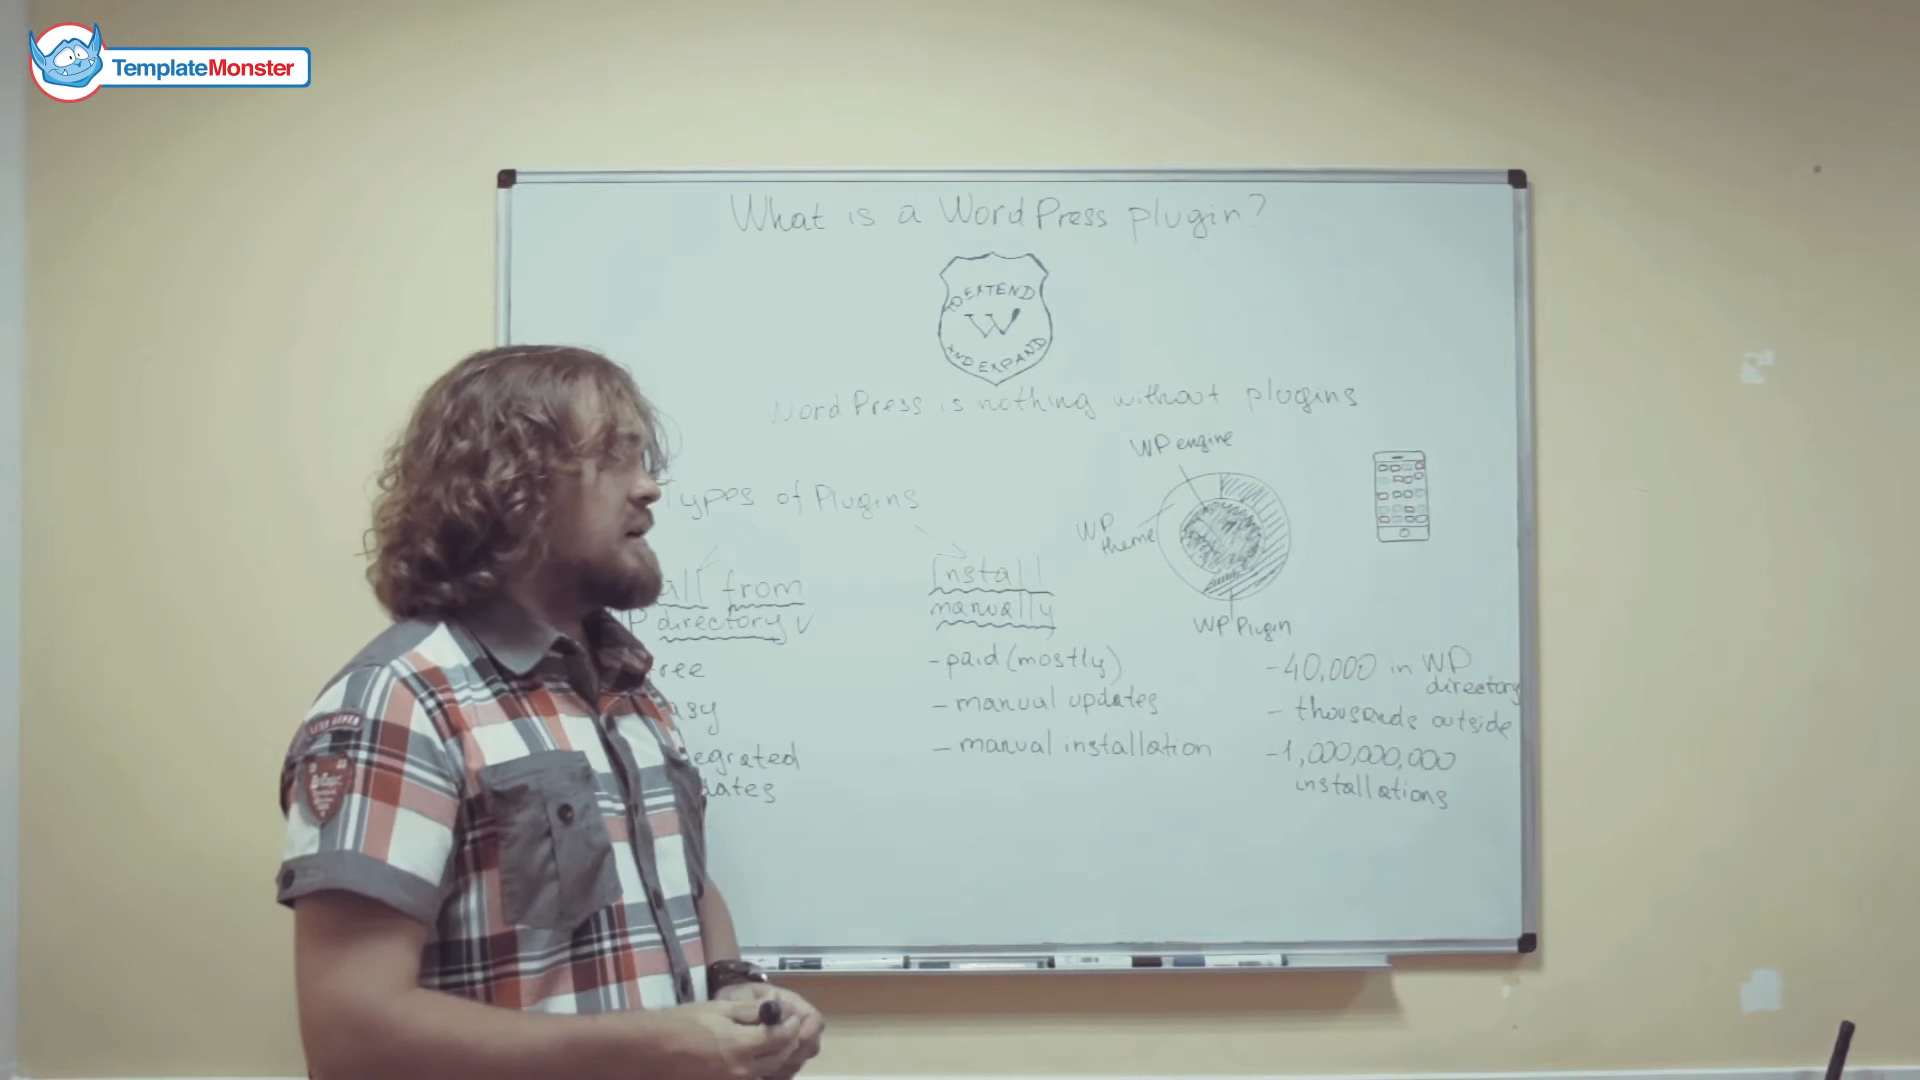 TemplateMonster
What is a WordPress plugin?
TO EXTEND
W
AND EXPAND
WordPress is nothing without plugins
WP engine
Types of Plugins
WP
theme
all from
directory
Install
manually
WP Plugin
ree
- paid (mostly)
- 40,000 in WP
directory
asy
- manual updates
- thousands outside
egrated
- manual installation
- 1,000,000,000
dates
installations